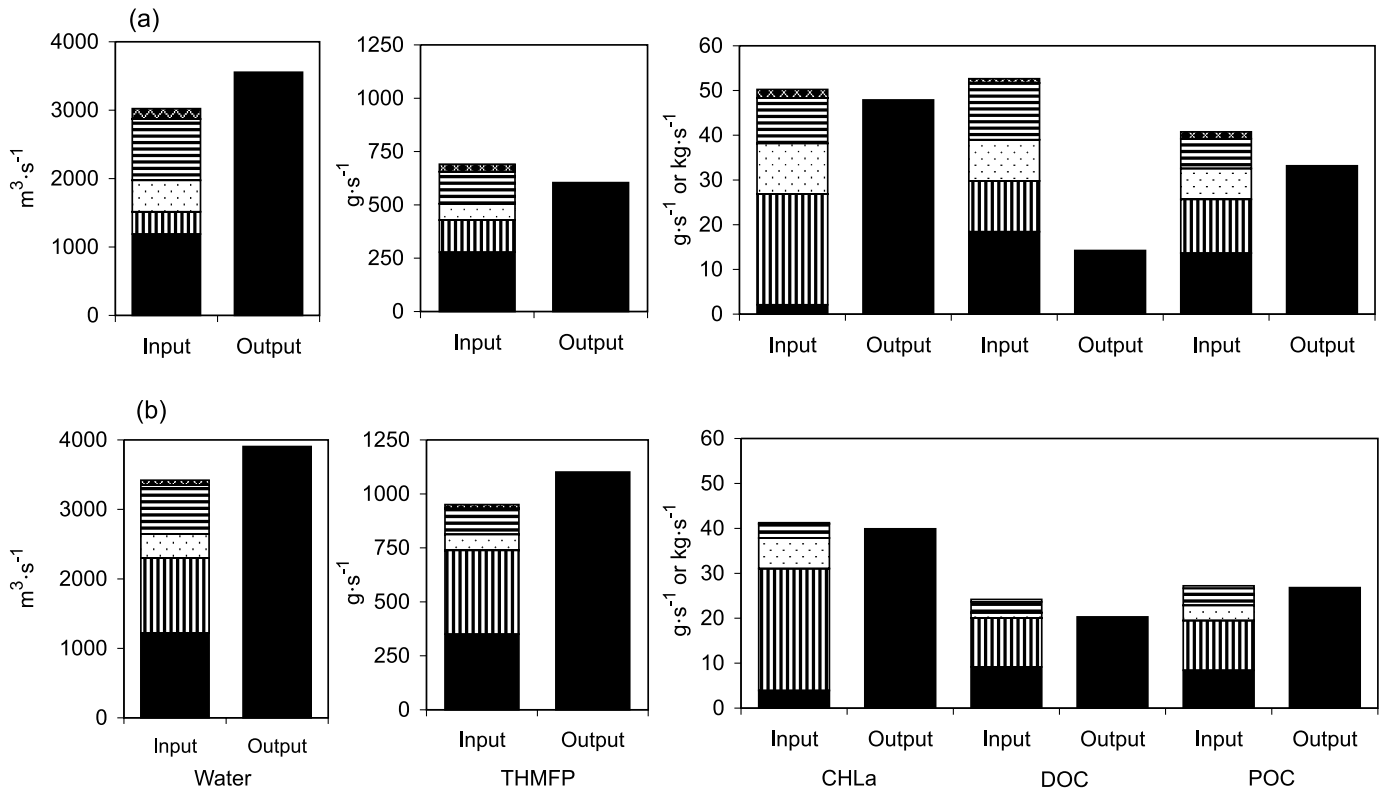 (a)
4000
3000
2000
1000
0
m³·s⁻¹
Input
Output
1250
1000
750
500
250
0
g·s⁻¹
Input
Output
60
50
40
30
20
10
0
g·s⁻¹ or kg·s⁻¹
Input
Output
Input
Output
Input
Output
(b)
4000
3000
2000
1000
0
m³·s⁻¹
Input
Output
Water
1250
1000
750
500
250
0
g·s⁻¹
Input
Output
THMFP
60
50
40
30
20
10
0
g·s⁻¹ or kg·s⁻¹
Input
Output
Input
Output
Input
Output
CHLa
DOC
POC